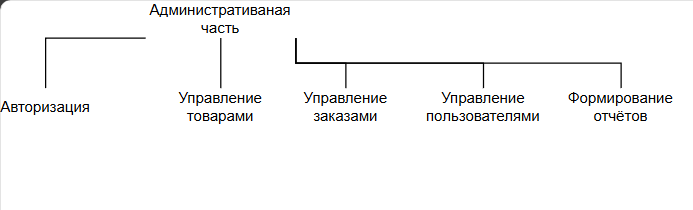 Административаная
часть
Авторизация
Управление
товарами
Управление
заказами
Управление
пользователями
Формирование
отчётов